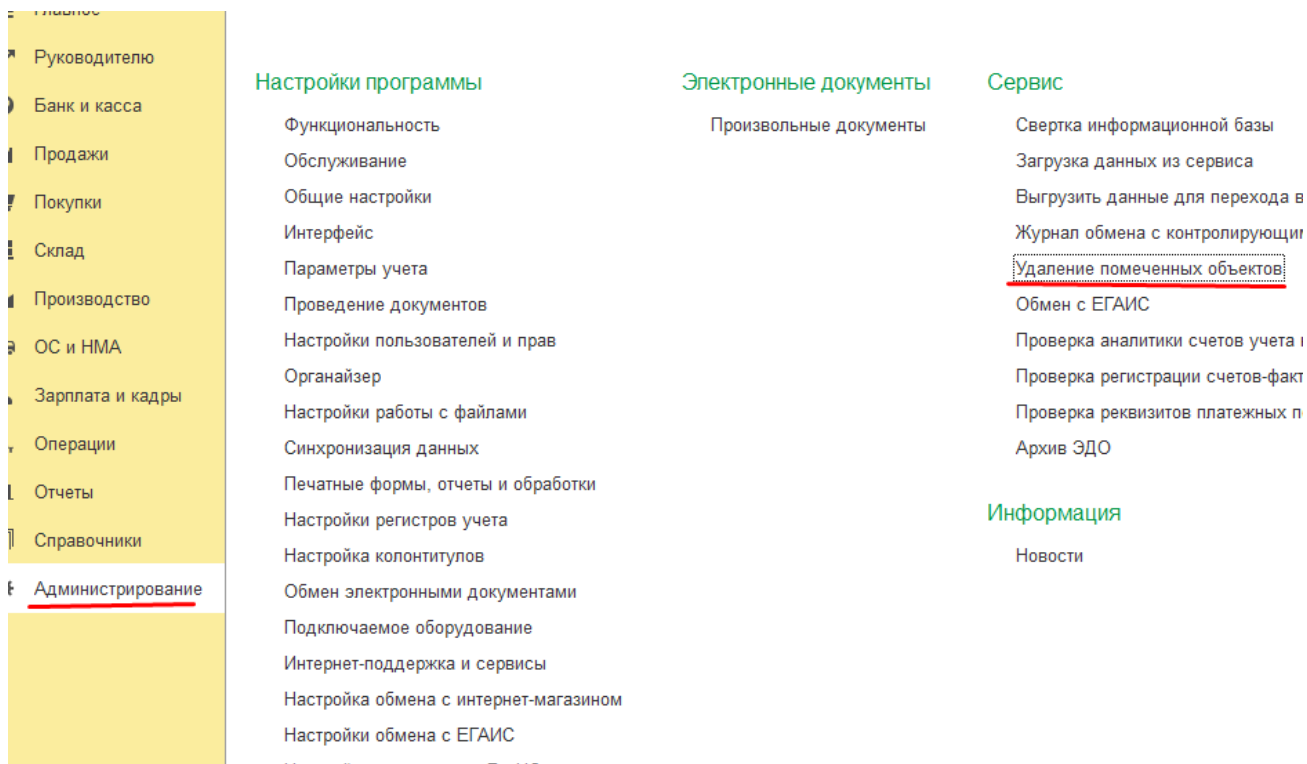 Главное
Руководителю
Банк и касса
Продажи
Покупки
Склад
Производство
ОС и НМА
Зарплата и кадры
Операции
Отчеты
Справочники
Администрирование
Настройки программы
Функциональность
Обслуживание
Общие настройки
Интерфейс
Параметры учета
Проведение документов
Настройки пользователей и прав
Органайзер
Настройки работы с файлами
Синхронизация данных
Печатные формы, отчеты и обработки
Настройки регистров учета
Настройка колонтитулов
Обмен электронными документами
Подключаемое оборудование
Интернет-поддержка и сервисы
Настройка обмена с интернет-магазином
Настройки обмена с ЕГАИС
Электронные документы
Произвольные документы
Сервис
Свертка информационной базы
Загрузка данных из сервиса
Выгрузить данные для перехода в
Журнал обмена с контролирующи
Удаление помеченных объектов
Обмен с ЕГАИС
Проверка аналитики счетов учета
Проверка регистрации счетов-факт
Проверка реквизитов платежных п
Архив ЭДО
Информация
Новости